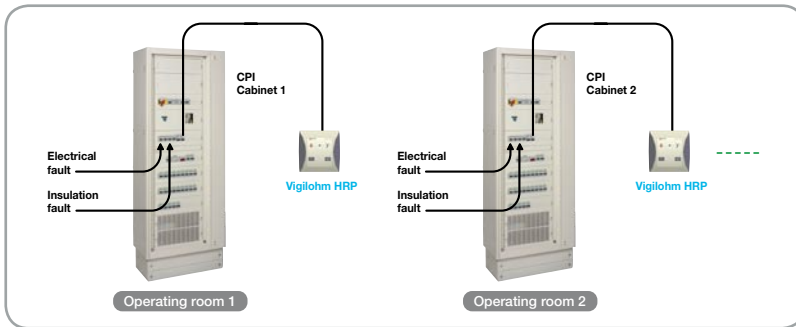 CPI
Cabinet 1
Electrical
fault
Insulation
fault
Vigilohm HRP
Operating room 1
CPI
Cabinet 2
Electrical
fault
Insulation
fault
Vigilohm HRP
Operating room 2